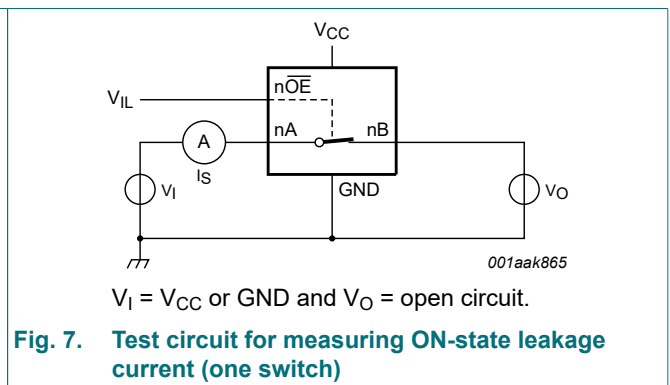 VCC
nOE
VIL
nA
nB
A
IS
VI
GND
VO
001aak865
VI = VCC or GND and VO = open circuit.
Fig. 7. Test circuit for measuring ON-state leakage
current (one switch)